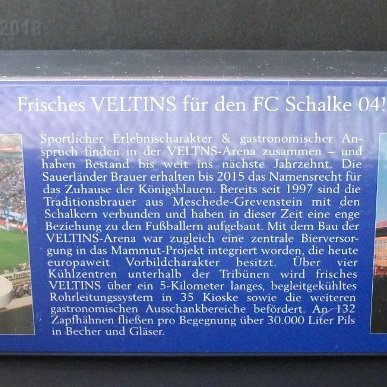 2016
Frisches VELTINS für den FC Schalke 04!
Sportlicher Erlebnischarakter & gastronomischer An-
spruch finden in der VELTNS-Arena zusammen – und
haben Bestand bis weit ins nächste Jahrzehnt. Die
Sauerländer Brauer erhalten bis 2015 das Namensrecht für
das Zuhause der Königsblauen. Bereits seit 1997 sind die
Traditionsbrauer aus Meschede-Grevenstein mit den
Schalkern verbunden und haben in dieser Zeit eine enge
Beziehung zu den Fußballern aufgebaut. Mit dem Bau der
VELTINS-Arena war zugleich eine zentrale Bierversor-
gung in das Mammut-Projekt integriert worden, die heute
europaweit Vorbildcharakter besitzt. Über vier
Kühlzentren unterhalb der Tribünen wird frisches
VELTINS über ein 5-Kilometer langes, begleitgekühltes
Rohrleitungssystem in 35 Kioske sowie die weiteren
gastronomischen Ausschankbereiche befördert. An 132
Zapfhähnen fließen pro Begegnung über 30.000 Liter Pils
in Becher und Gläser.